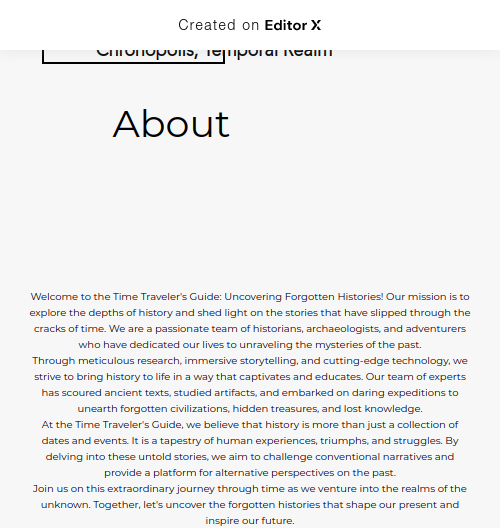 Created on Editor X
Chronopolis, Temporal Realm
About
Welcome to the Time Traveler's Guide: Uncovering Forgotten Histories! Our mission is to
explore the depths of history and shed light on the stories that have slipped through the
cracks of time. We are a passionate team of historians, archaeologists, and adventurers
who have dedicated our lives to unraveling the mysteries of the past.
Through meticulous research, immersive storytelling, and cutting-edge technology, we
strive to bring history to life in a way that captivates and educates. Our team of experts
has scoured ancient texts, studied artifacts, and embarked on daring expeditions to
unearth forgotten civilizations, hidden treasures, and lost knowledge.
At the Time Traveler's Guide, we believe that history is more than just a collection of
dates and events. It is a tapestry of human experiences, triumphs, and struggles. By
delving into these untold stories, we aim to challenge conventional narratives and
provide a platform for alternative perspectives on the past.
Join us on this extraordinary journey through time as we venture into the realms of the
unknown. Together, let's uncover the forgotten histories that shape our present and
inspire our future.